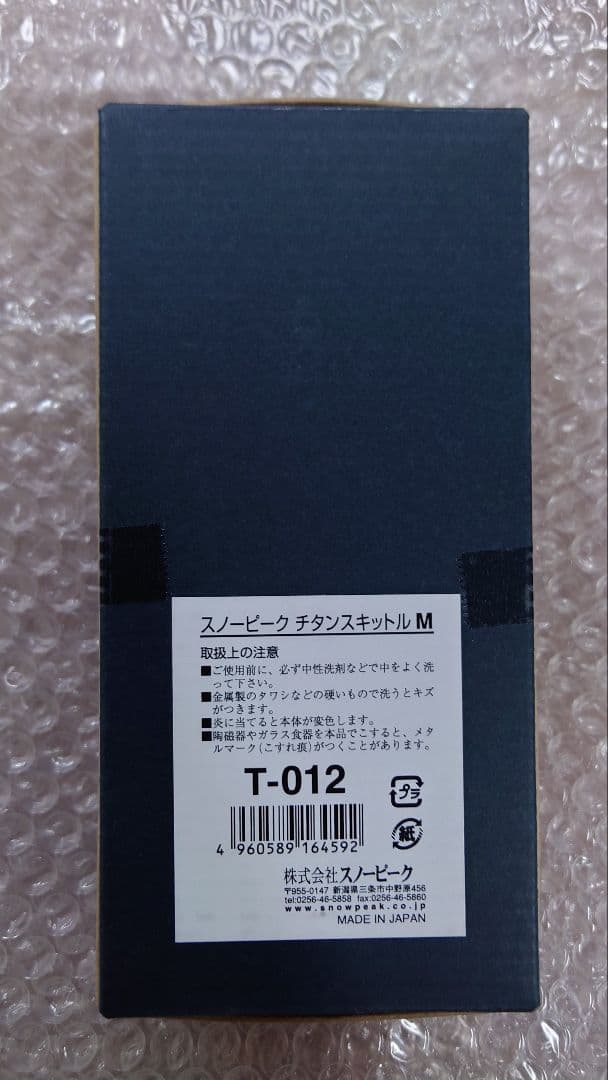 スノーピーク チタンスキットル M
取扱上の注意
■ご使用前に、必ず中性洗剤などで中をよく洗
って下さい。
■金属製のタワシなどの硬いもので洗うとキズ
がつきます。
■炎に当てると本体が変色します。
■陶磁器やガラス食器を本品でこすると、メタ
ルマーク(こすれ痕)がつくことがあります。
T-012
プラ
紙
4 960589 164592
株式会社スノーピーク
〒955-0147 新潟県三条市中野原456
tel:0256-46-5858 fax:0256-46-5860
www.snowpeak.co.jp
MADE IN JAPAN